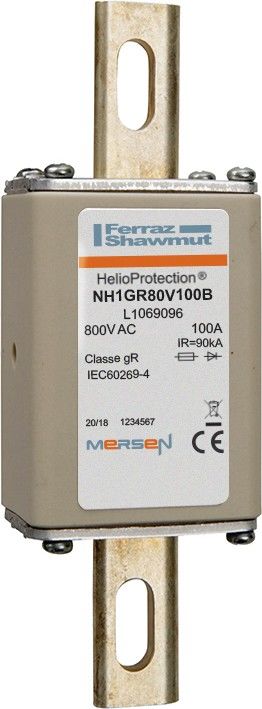 Ferraz
Shawmut
HelioProtection®
NH1GR80V100B
L1069096
800V AC 100A
IR=90kA
Classe gR
IEC60269-4
20/18 1234567
MERSEN CE